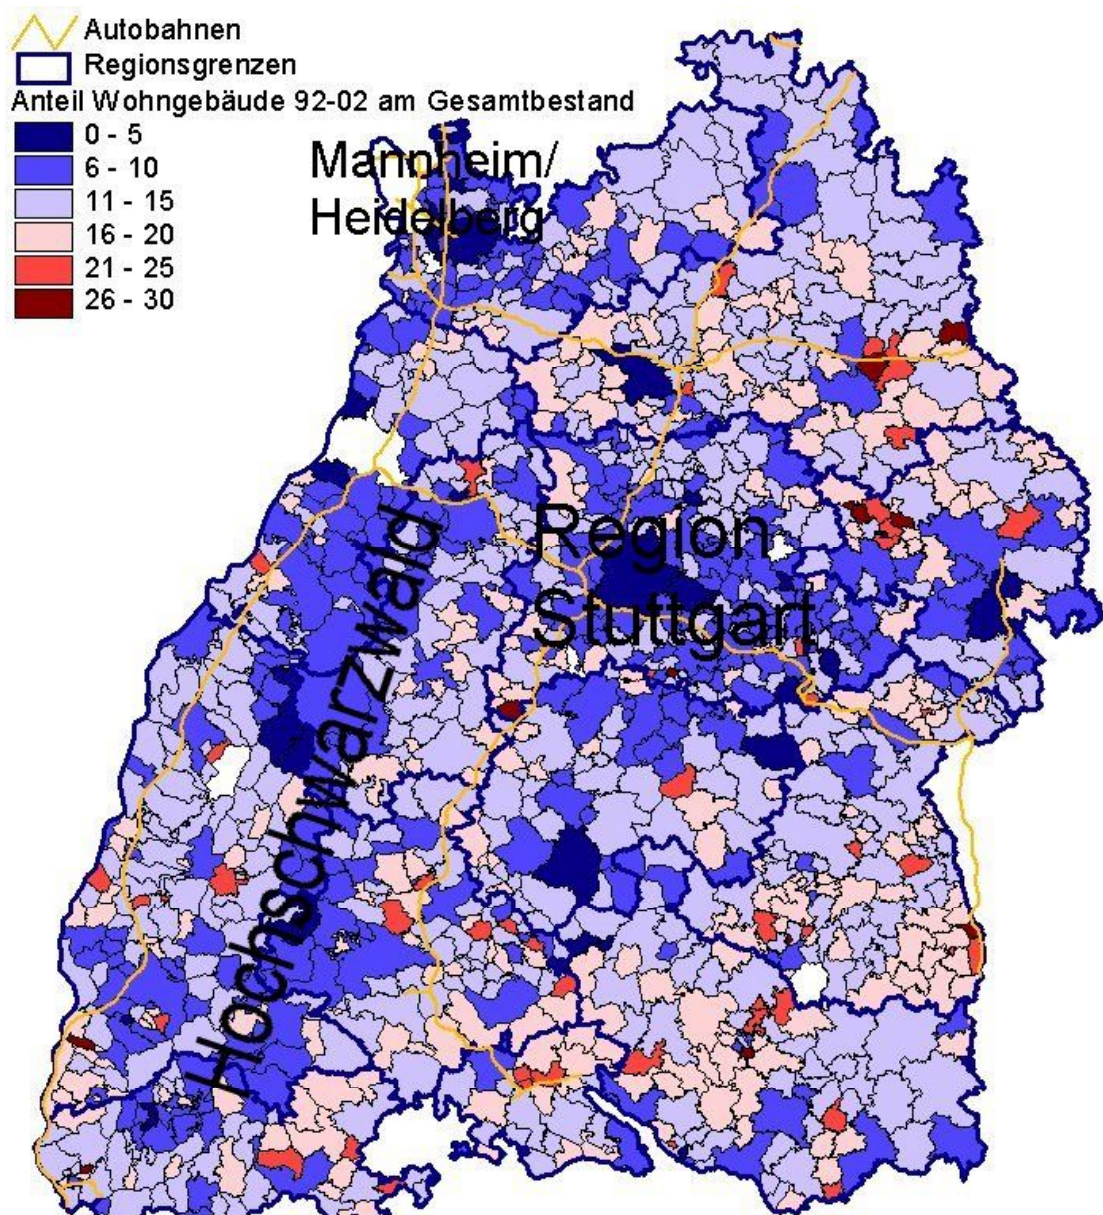 Autobahnen
Regionsgrenzen
Anteil Wohngebäude 92-02 am Gesamtbestand
0 - 5
6 - 10
11 - 15
16 - 20
21 - 25
26 - 30
Mannheim/
Heidelberg
Region
Stuttgart
Hochschwarzwald